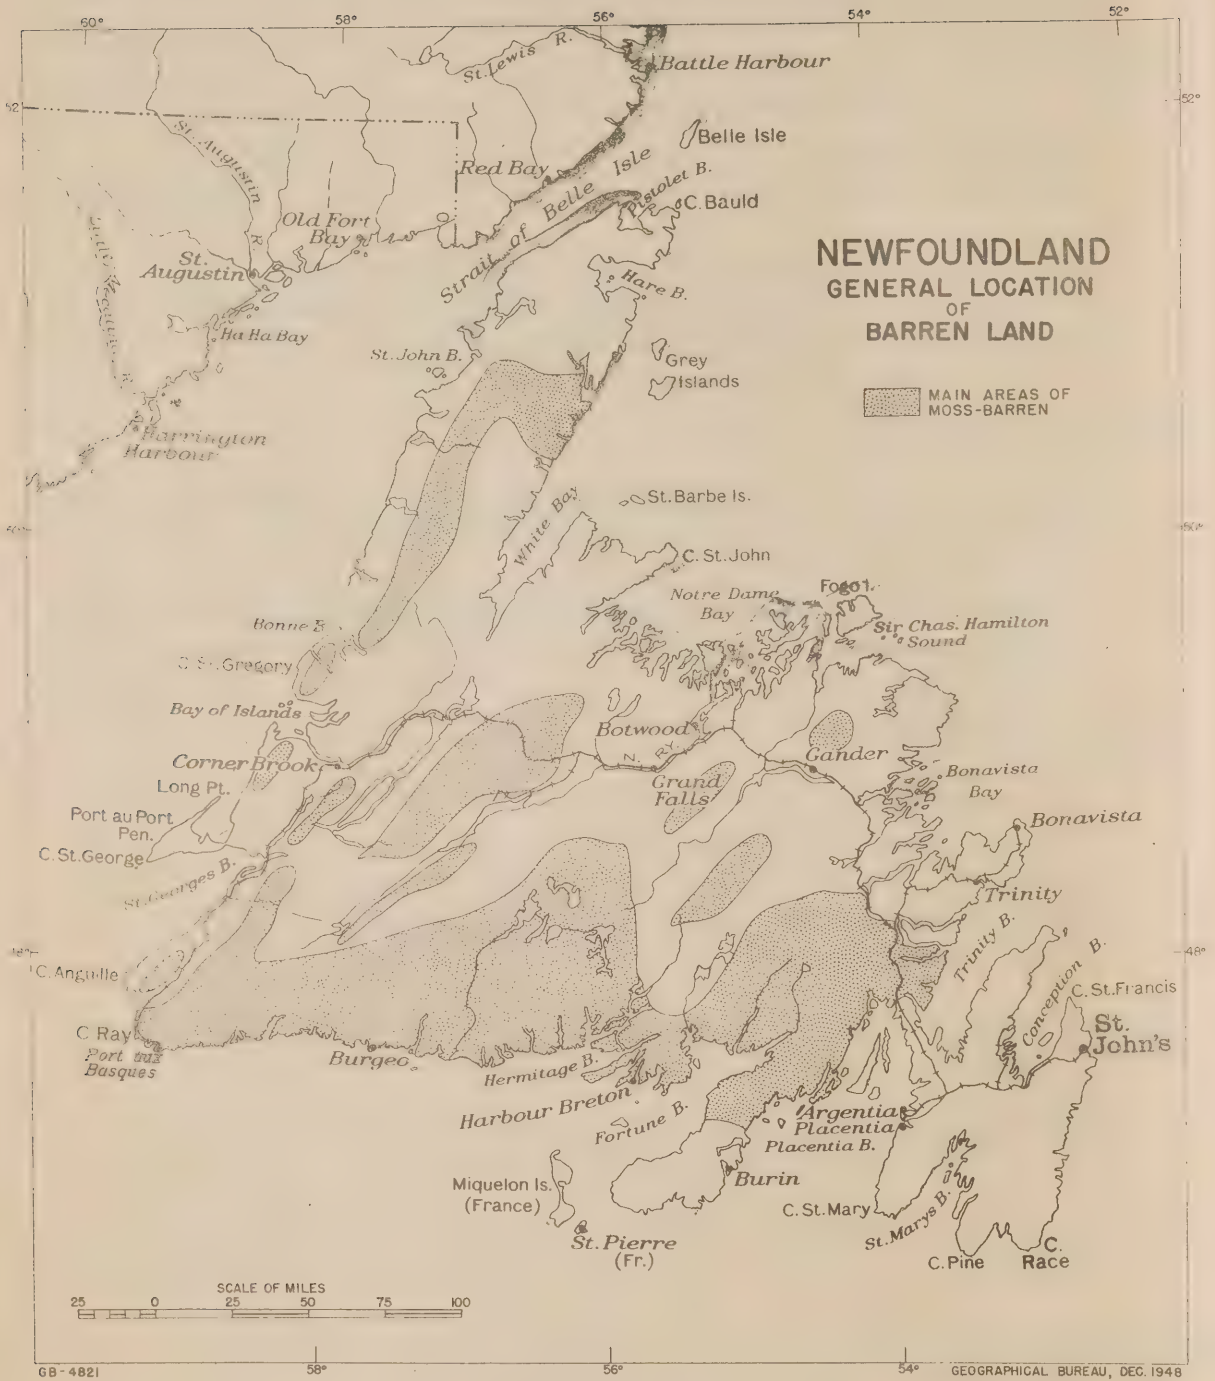 60°
58°
56°
54°
52°
St. Lewis R.
Battle Harbour
52
52°
St. Augustin R.
Belle Isle
Red Bay
Strait of Belle Isle
Pistolet B.
C. Bauld
Old Fort
Bay
St.
Augustin
NEWFOUNDLAND
GENERAL LOCATION
OF
BARREN LAND
Hare B.
Ha Ha Bay
St. John B.
Grey
Islands
MAIN AREAS OF
MOSS-BARREN
Harrington
Harbour
St. Barbe Is.
White Bay
C. St. John
Notre Dame
Bay
Fogo I.
Bonne B.
Sir Chas. Hamilton
Sound
C. St. Gregory
Bay of Islands
Botwood
N. RY.
Gander
Corner Brook
Long Pt.
Grand
Falls
Bonavista
Bay
Port au Port
Pen.
Bonavista
C. St. George
St. Georges B.
Trinity
Trinity B.
48°
48°
C. Anguille
Conception B.
C. St. Francis
C. Ray
St.
John's
Port aux
Basques
Burgeo
Hermitage B.
Harbour Breton
Fortune B.
Argentia
Placentia
Placentia B.
Miquelon Is.
(France)
Burin
C. St. Mary
St. Marys B.
St. Pierre
(Fr.)
C. Pine
C.
Race
SCALE OF MILES
25 0 25 50 75 100
58°
56°
54°
GB-4821
GEOGRAPHICAL BUREAU, DEC. 1948